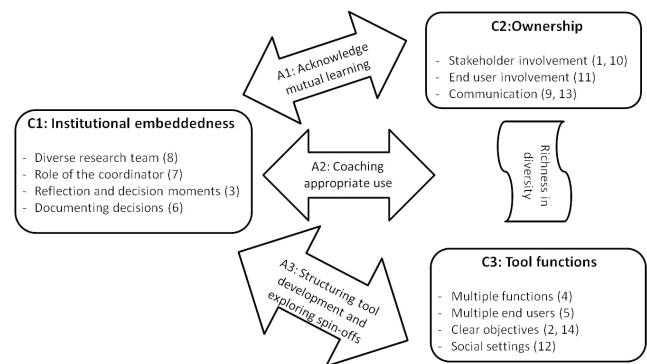 C2:Ownership
- Stakeholder involvement (1, 10)
- End user involvement (11)
- Communication (9, 13)
A1: Acknowledge
mutual learning
C1: Institutional embeddedness
- Diverse research team (8)
- Role of the coordinator (7)
- Reflection and decision moments (3)
- Documenting decisions (6)
A2: Coaching
appropriate use
Richness in
diversity
A3: Structuring tool
development and
exploring spin-offs
C3: Tool functions
- Multiple functions (4)
- Multiple end users (5)
- Clear objectives (2, 14)
- Social settings (12)